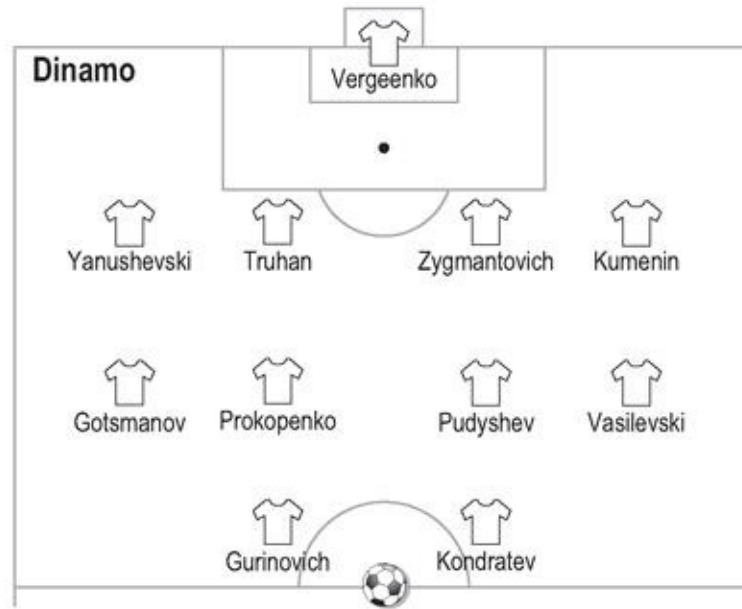 Dinamo
Vergeenko
Yanushevski Truhan Zygmantovich Kumenin
Gotsmanov Prokopenko Pudyshev Vasilevski
Gurinovich Kondratev